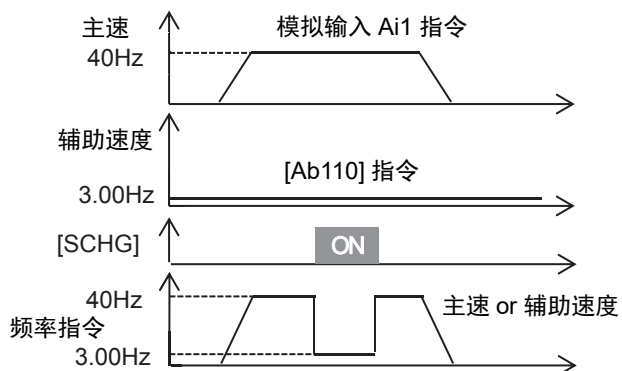 主速 模拟输入 Ai1 指令
40Hz
辅助速度
[Ab110] 指令
3.00Hz
[SCHG] ON
40Hz 主速 or 辅助速度
频率指令
3.00Hz